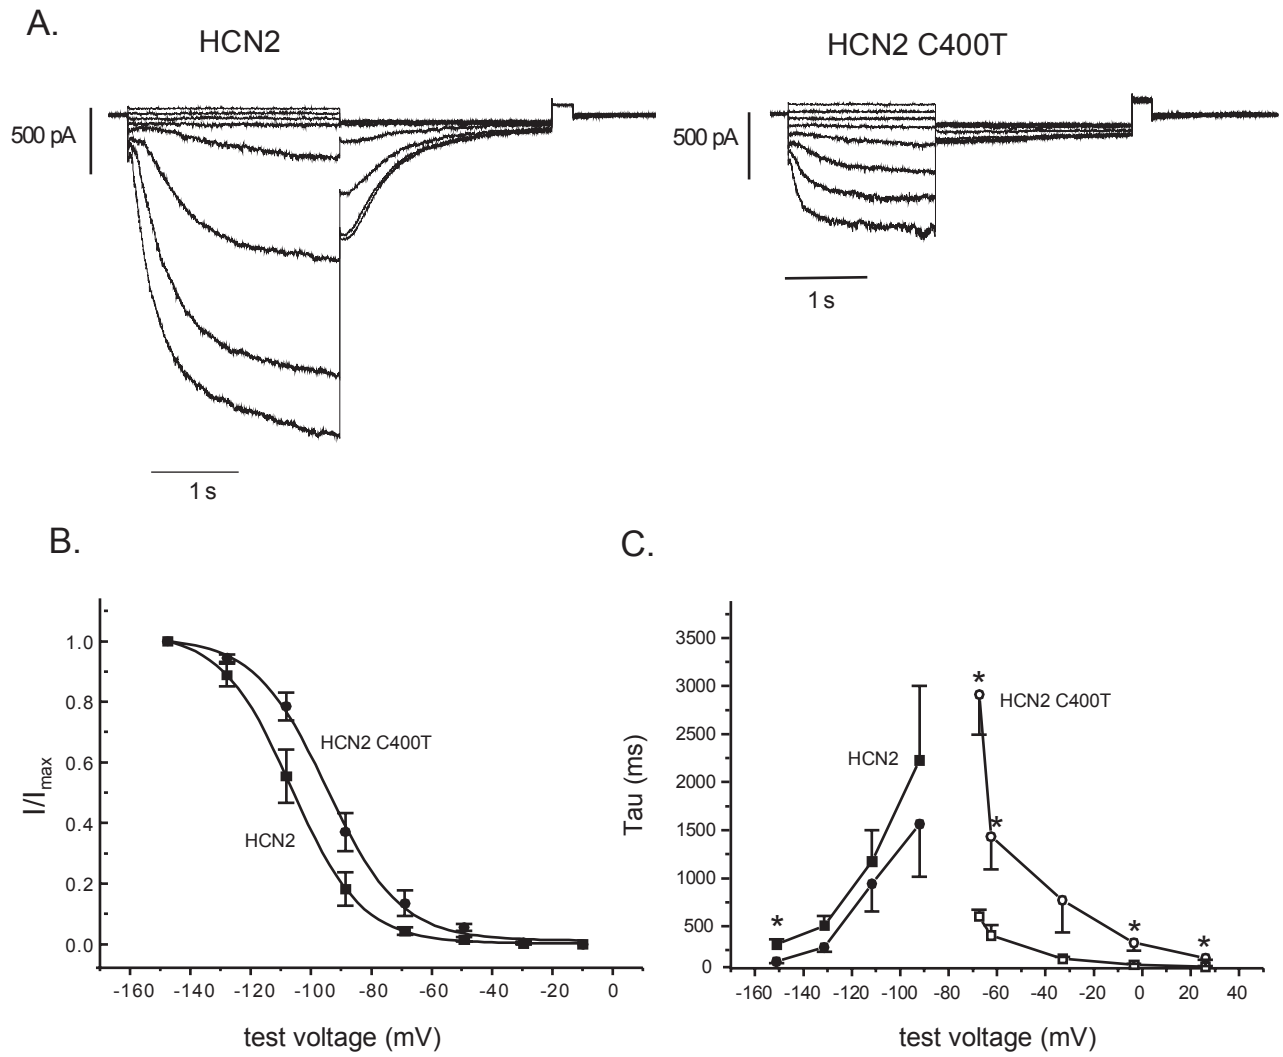 A.
HCN2
HCN2 C400T
500 pA
500 pA
1 s
1 s
B.
C.
1.0
0.8
0.6
0.4
0.2
0.0
I/Imax
HCN2 C400T
HCN2
-160 -140 -120 -100 -80 -60 -40 -20 0
test voltage (mV)
3500
3000
2500
2000
1500
1000
500
0
Tau (ms)
*
HCN2 C400T
HCN2
*
*
*
*
-160 -140 -120 -100 -80 -60 -40 -20 0 20 40
test voltage (mV)